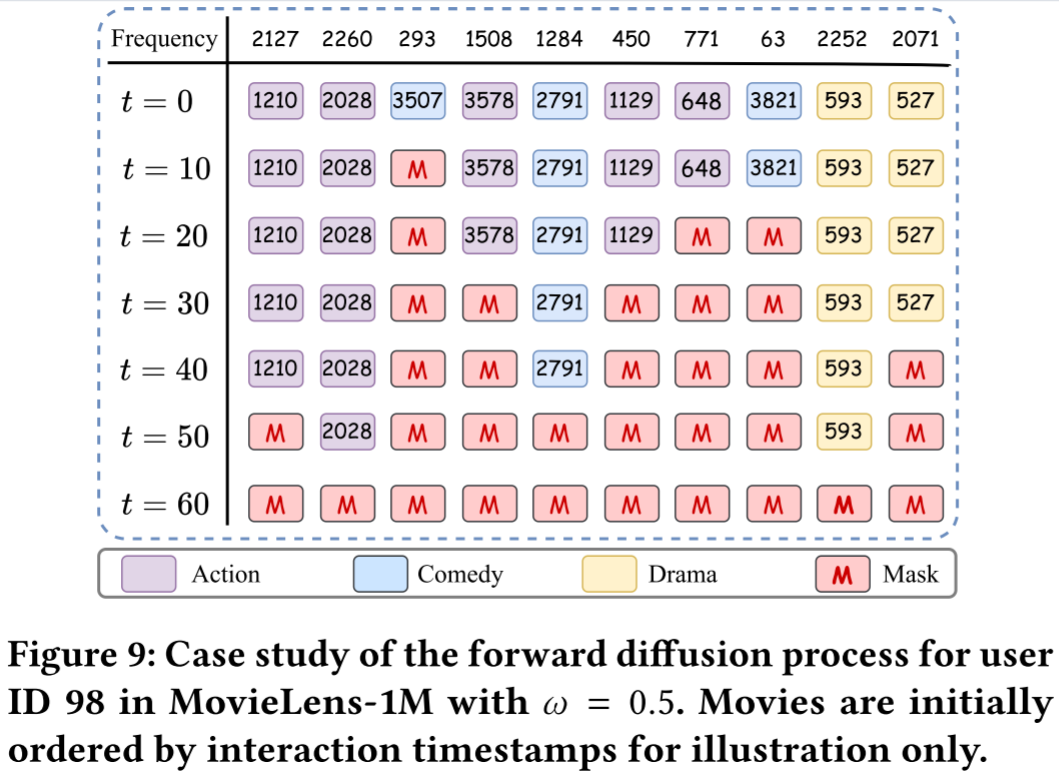 Frequency 2127 2260 293 1508 1284 450 771 63 2252 2071
t = 0 1210 2028 3507 3578 2791 1129 648 3821 593 527
t = 10 1210 2028 M 3578 2791 1129 648 3821 593 527
t = 20 1210 2028 M 3578 2791 1129 M M 593 527
t = 30 1210 2028 M M 2791 M M M 593 527
t = 40 1210 2028 M M 2791 M M M 593 M
t = 50 M 2028 M M M M M M 593 M
t = 60 M M M M M M M M M M
Action Comedy Drama M Mask
Figure 9: Case study of the forward diffusion process for user
ID 98 in MovieLens-1M with ω = 0.5. Movies are initially
ordered by interaction timestamps for illustration only.